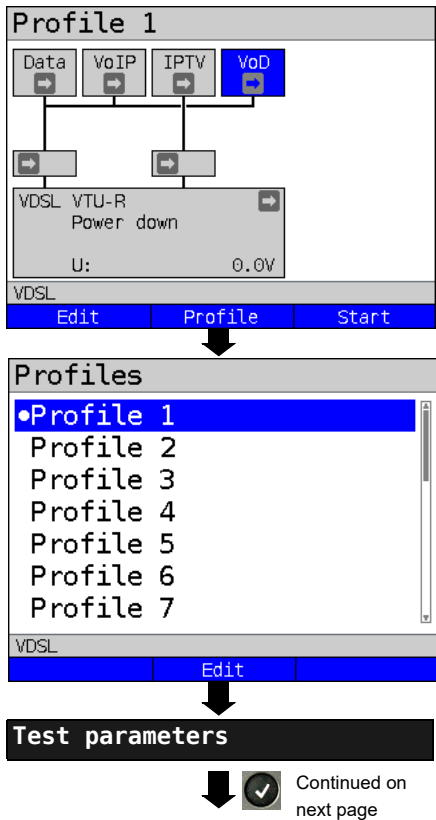 Profile 1
Data VoIP IPTV VoD
VDSL VTU-R
Power down
U: 0.0V
VDSL
Edit Profile Start
Profiles
•Profile 1
Profile 2
Profile 3
Profile 4
Profile 5
Profile 6
Profile 7
VDSL
Edit
Test parameters
Continued on
next page